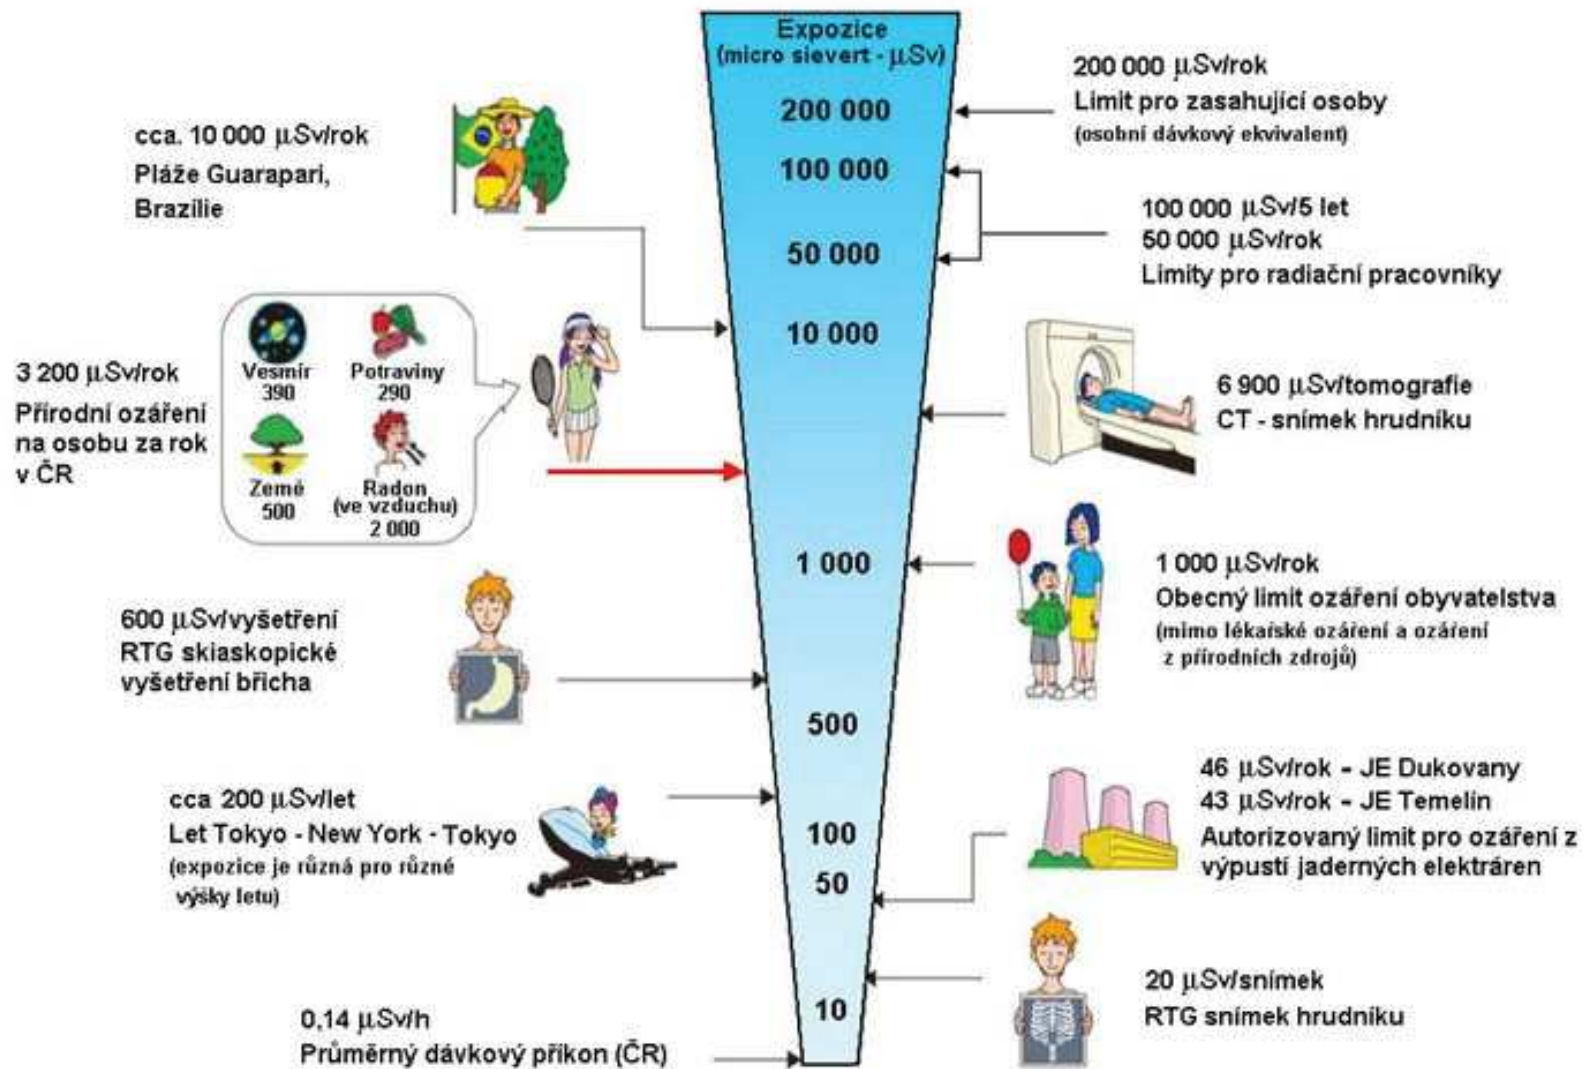 Expozice
(micro sievert - μSv)
200 000
100 000
50 000
10 000
1 000
500
100
50
10
cca. 10 000 μSv/rok
Pláže Guarapari,
Brazílie
3 200 μSv/rok
Přírodní ozáření
na osobu za rok
v ČR
Vesmír
390
Potraviny
290
Země
500
Radon
(ve vzduchu)
2 000
600 μSv/vyšetření
RTG skiaskopické
vyšetření břicha
cca 200 μSv/let
Let Tokyo - New York - Tokyo
(expozice je různá pro různé
výšky letu)
0,14 μSv/h
Průměrný dávkový příkon (ČR)
200 000 μSv/rok
Limit pro zasahující osoby
(osobní dávkový ekvivalent)
100 000 μSv/5 let
50 000 μSv/rok
Limity pro radiační pracovníky
6 900 μSv/tomografie
CT - snímek hrudníku
1 000 μSv/rok
Obecný limit ozáření obyvatelstva
(mimo lékařské ozáření a ozáření
z přírodních zdrojů)
46 μSv/rok - JE Dukovany
43 μSv/rok - JE Temelín
Autorizovaný limit pro ozáření z
výpustí jaderných elektráren
20 μSv/snímek
RTG snímek hrudníku